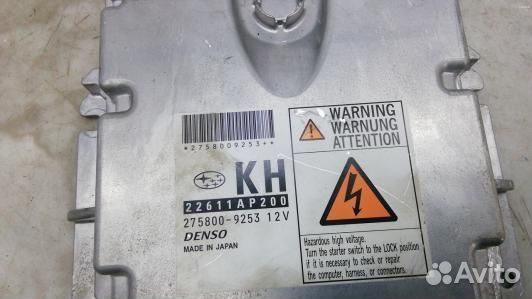 *2758009253**
KH
22611AP200
275800-9253 12V
DENSO
MADE IN JAPAN
WARNING
WARNUNG
ATTENTION
Hazardous high voltage.
Turn the starter switch to the LOCK position
if it is necessary to check or repair
the computer, harness, or connectors.
Avito